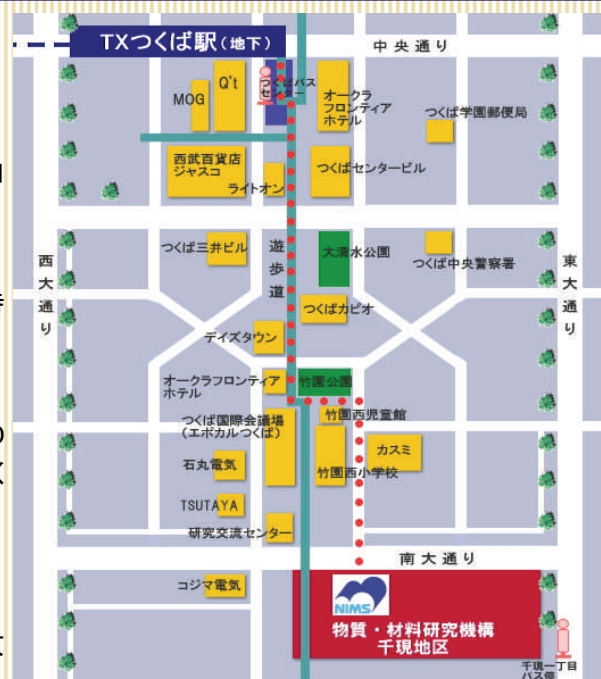 TXつくば駅(地下)
中央通り
Q't
MOG
つくばバス
センター
オークラ
フロンティア
ホテル
つくば学園郵便局
西武百貨店
ジャスコ
ライトオン
つくばセンタービル
つくば三井ビル
遊歩道
大清水公園
つくば中央警察署
西大通り
東大通り
つくばカピオ
デイズタウン
オークラフロンティア
ホテル
竹園公園
つくば国際会議場
(エポカルつくば)
竹園西児童館
カスミ
石丸電気
竹園西小学校
TSUTAYA
研究交流センター
南大通り
コジマ電気
NIMS
物質・材料研究機構
千現地区
千現一丁目
バス停